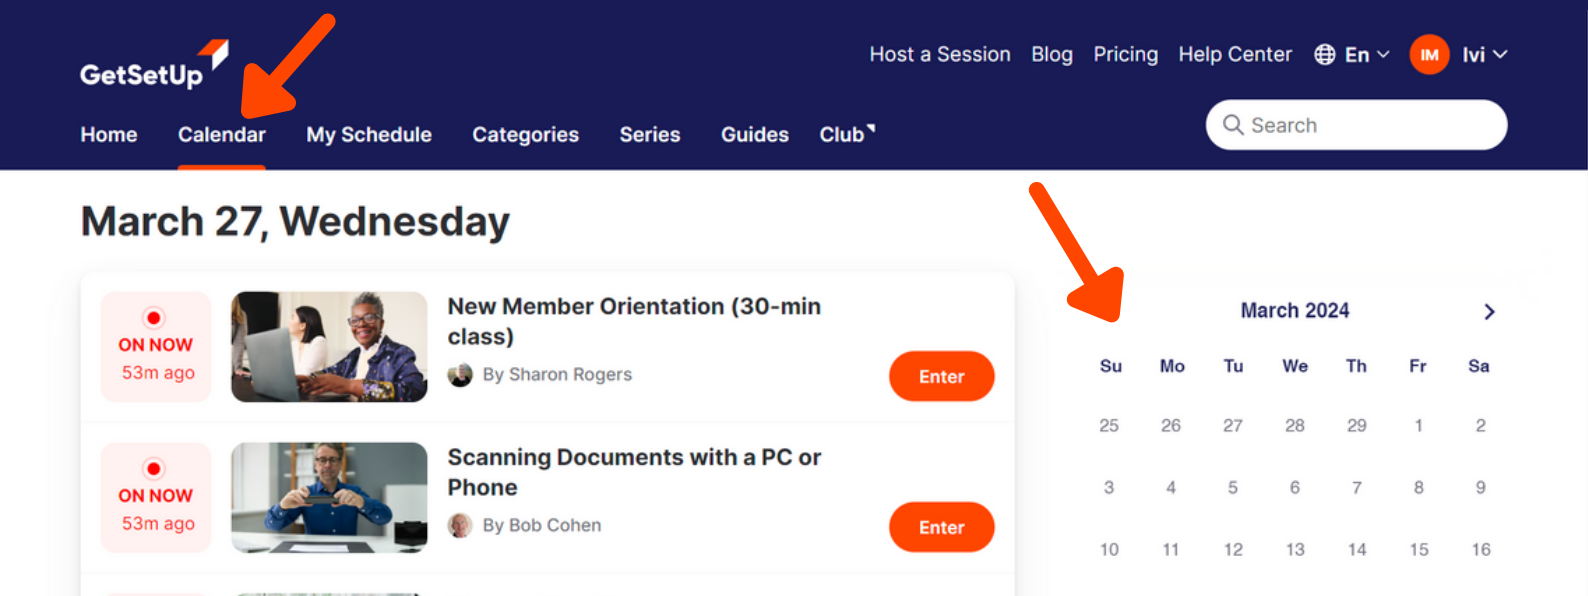 GetSetUp
Host a Session Blog Pricing Help Center En IM Ivi
Home Calendar My Schedule Categories Series Guides Club
Search
March 27, Wednesday
ON NOW
53m ago
New Member Orientation (30-min
class)
By Sharon Rogers
Enter
ON NOW
53m ago
Scanning Documents with a PC or
Phone
By Bob Cohen
Enter
March 2024
Su Mo Tu We Th Fr Sa
25 26 27 28 29 1 2
3 4 5 6 7 8 9
10 11 12 13 14 15 16